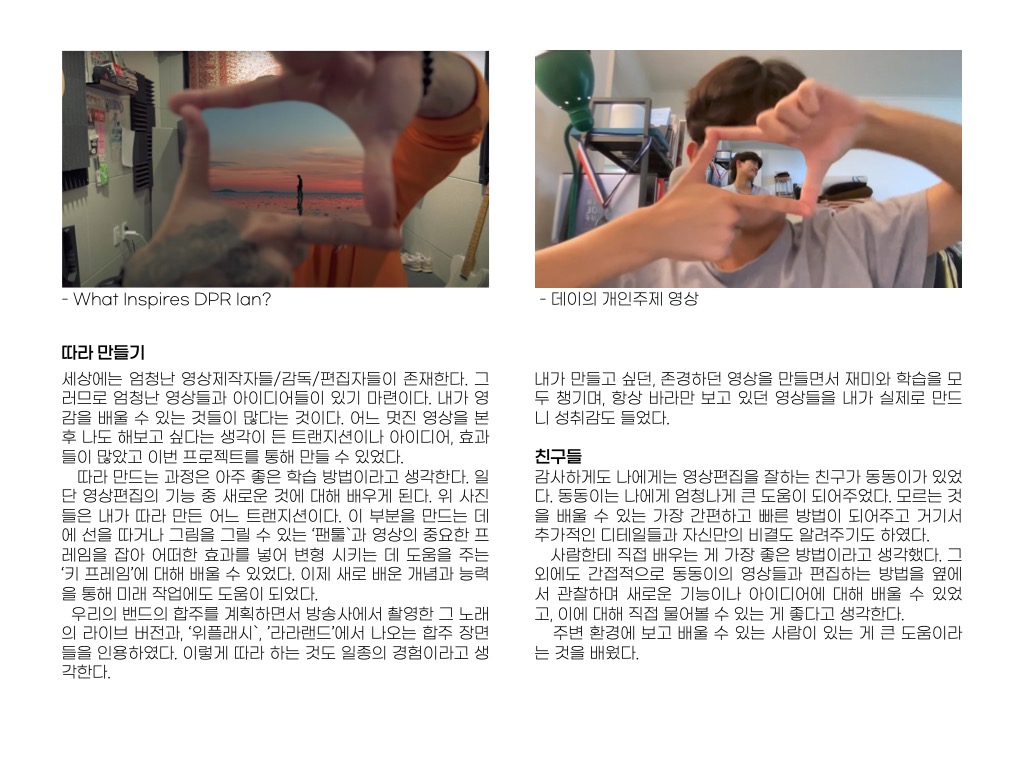 - What Inspires DPR Ian?
- 데이의 개인주제 영상
따라 만들기
세상에는 엄청난 영상제작자들/감독/편집자들이 존재한다. 그
러므로 엄청난 영상들과 아이디어들이 있기 마련이다. 내가 영
감을 배울 수 있는 것들이 많다는 것이다. 어느 멋진 영상을 본
후 나도 해보고 싶다는 생각이 든 트랜지션이나 아이디어, 효과
들이 많았고 이번 프로젝트를 통해 만들 수 있었다.
따라 만드는 과정은 아주 좋은 학습 방법이라고 생각한다. 일
단 영상편집의 기능 중 새로운 것에 대해 배우게 된다. 위 사진
들은 내가 따라 만든 어느 트랜지션이다. 이 부분을 만드는 데
에 선을 따거나 그림을 그릴 수 있는 ‘팬툴`과 영상의 중요한 프
레임을 잡아 어떠한 효과를 넣어 변형 시키는 데 도움을 주는
‘키 프레임’에 대해 배울 수 있었다. 이제 새로 배운 개념과 능력
을 통해 미래 작업에도 도움이 되었다.
우리의 밴드의 합주를 계획하면서 방송사에서 촬영한 그 노래
의 라이브 버전과, ‘위플래시`, ’라라랜드’에서 나오는 합주 장면
들을 인용하였다. 이렇게 따라 하는 것도 일종의 경험이라고 생
각한다.
내가 만들고 싶던, 존경하던 영상을 만들면서 재미와 학습을 모
두 챙기며, 항상 바라만 보고 있던 영상들을 내가 실제로 만드
니 성취감도 들었다.
친구들
감사하게도 나에게는 영상편집을 잘하는 친구가 동동이가 있었
다. 동동이는 나에게 엄청나게 큰 도움이 되어주었다. 모르는 것
을 배울 수 있는 가장 간편하고 빠른 방법이 되어주고 거기서
추가적인 디테일들과 자신만의 비결도 알려주기도 하였다.
사람한테 직접 배우는 게 가장 좋은 방법이라고 생각했다. 그
외에도 간접적으로 동동이의 영상들과 편집하는 방법을 옆에
서 관찰하며 새로운 기능이나 아이디어에 대해 배울 수 있었
고, 이에 대해 직접 물어볼 수 있는 게 좋다고 생각한다.
주변 환경에 보고 배울 수 있는 사람이 있는 게 큰 도움이라
는 것을 배웠다.